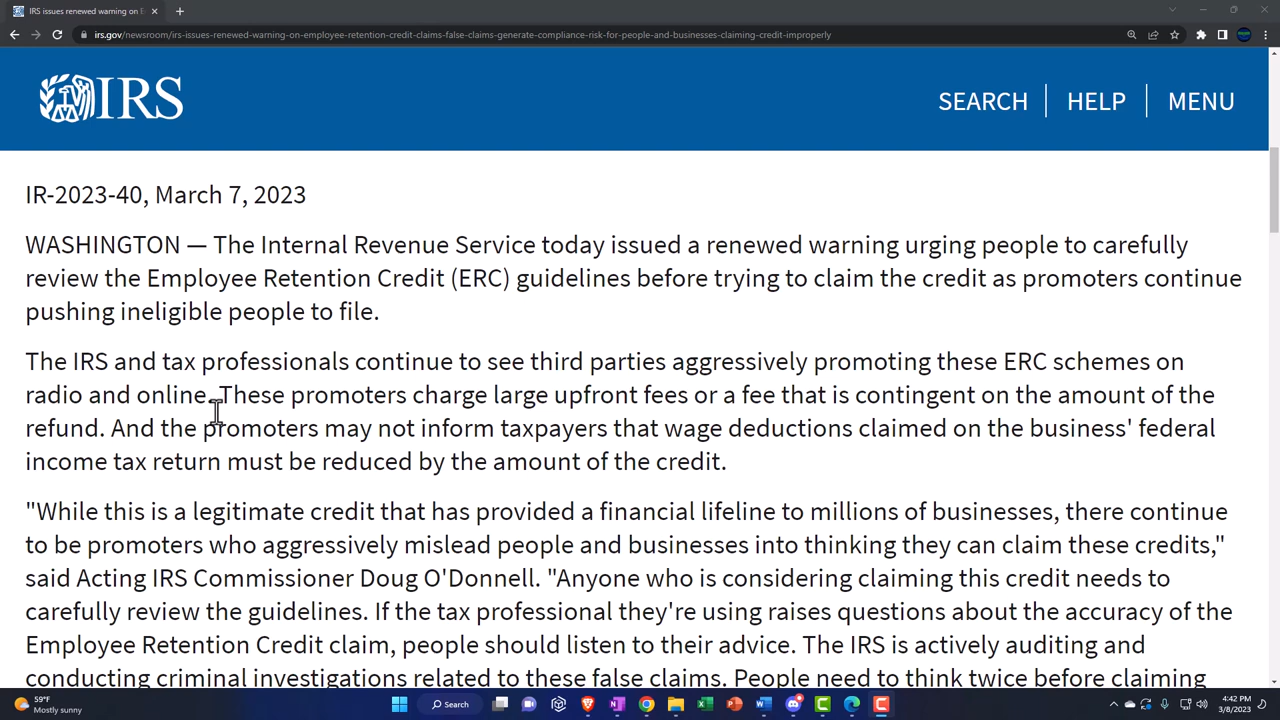 IRS issues renewed warning on E
irs.gov/newsroom/irs-issues-renewed-warning-on-employee-retention-credit-claims-false-claims-generate-compliance-risk-for-people-and-businesses-claiming-credit-improperly
IRS
SEARCH HELP MENU
IR-2023-40, March 7, 2023
WASHINGTON — The Internal Revenue Service today issued a renewed warning urging people to carefully
review the Employee Retention Credit (ERC) guidelines before trying to claim the credit as promoters continue
pushing ineligible people to file.
The IRS and tax professionals continue to see third parties aggressively promoting these ERC schemes on
radio and online. These promoters charge large upfront fees or a fee that is contingent on the amount of the
refund. And the promoters may not inform taxpayers that wage deductions claimed on the business' federal
income tax return must be reduced by the amount of the credit.
"While this is a legitimate credit that has provided a financial lifeline to millions of businesses, there continue
to be promoters who aggressively mislead people and businesses into thinking they can claim these credits,"
said Acting IRS Commissioner Doug O'Donnell. "Anyone who is considering claiming this credit needs to
carefully review the guidelines. If the tax professional they're using raises questions about the accuracy of the
Employee Retention Credit claim, people should listen to their advice. The IRS is actively auditing and
conducting criminal investigations related to these false claims. People need to think twice before claiming
59°F
Mostly sunny
Search
4:42 PM
3/8/2023